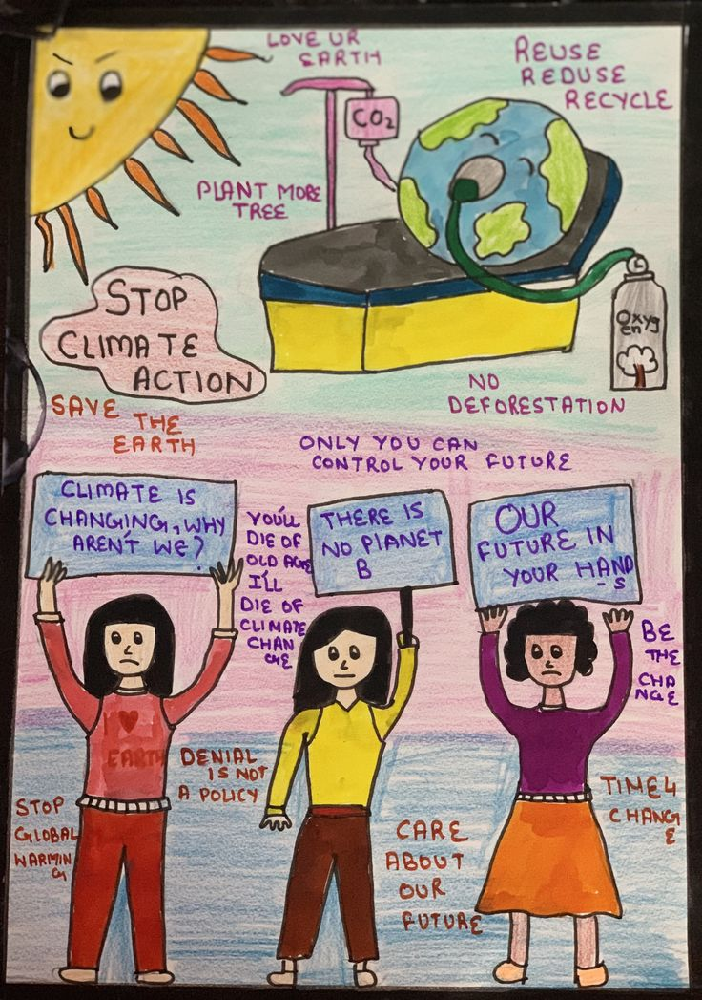 LOVE UR
EARTH
REUSE
REDUSE
RECYCLE
CO2
PLANT MORE
TREE
STOP
CLIMATE
ACTION
Oxyg
en
NO
DEFORESTATION
SAVE THE
EARTH
ONLY YOU CAN
CONTROL YOUR FUTURE
CLIMATE IS
CHANGING, WHY
AREN'T WE?
YOU'LL
DIE OF
OLD AGE
I'LL
DIE OF
CLIMATE
CHAN
GE
THERE IS
NO PLANET
B
OUR
FUTURE IN
YOUR HAND
-S
BE
THE
CHA
NGE
I ♥
EARTH
DENIAL
IS NOT
A POLICY
STOP
GLOBAL
WARMIN
G
CARE
ABOUT
OUR
FUTURE
TIME4
CHANG
E